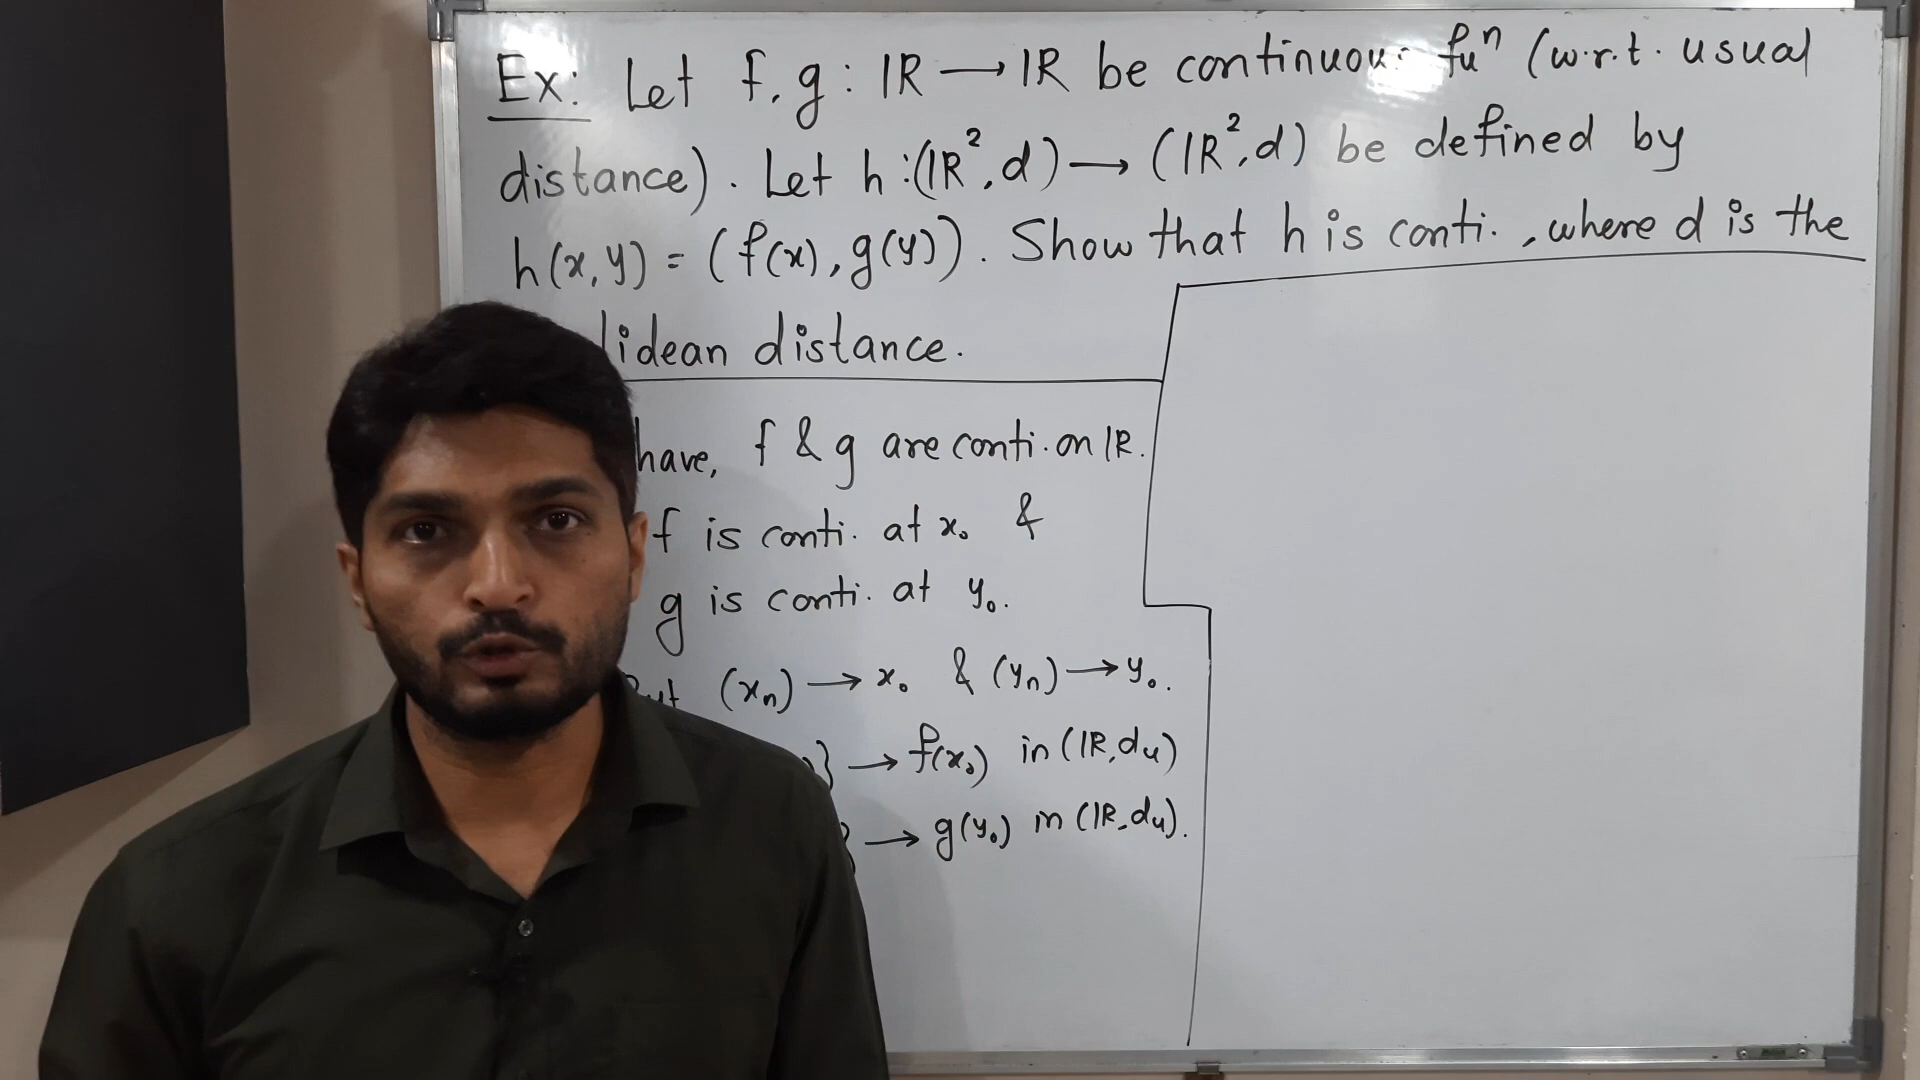 Ex: Let f, g : IR → IR be continuous fuⁿ (w.r.t. usual
distance). Let h : (IR², d) → (IR², d) be defined by
h(x, y) = (f(x), g(y)). Show that h is conti. , where d is the
lidean distance.
have, f & g are conti. on IR.
f is conti. at x₀ &
g is conti. at y₀.
(xₙ) → x₀ & (yₙ) → y₀.
} → f(x₀) in (IR, du)
} → g(y₀) in (IR, du).